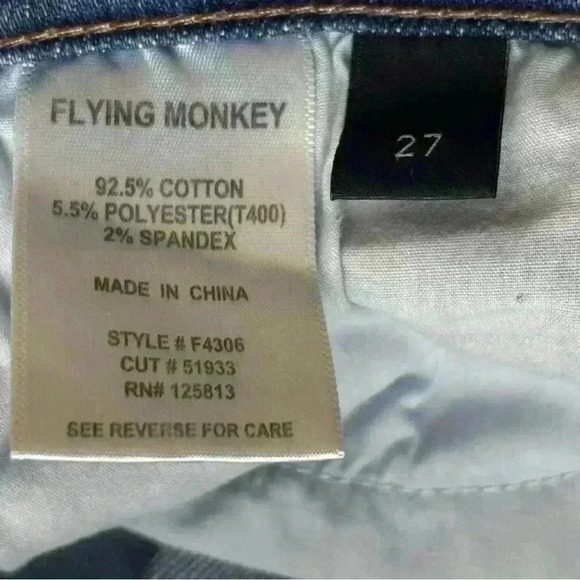 FLYING MONKEY
92.5% COTTON
5.5% POLYESTER(T400)
2% SPANDEX
MADE IN CHINA
STYLE # F4306
CUT # 51933
RN# 125813
SEE REVERSE FOR CARE
27